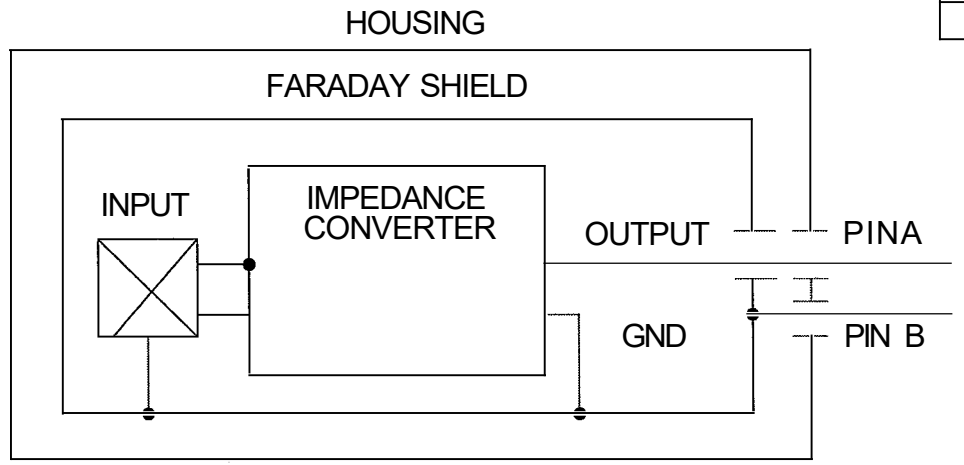 HOUSING
FARADAY SHIELD
INPUT
IMPEDANCE
CONVERTER
OUTPUT
PINA
GND
PIN B